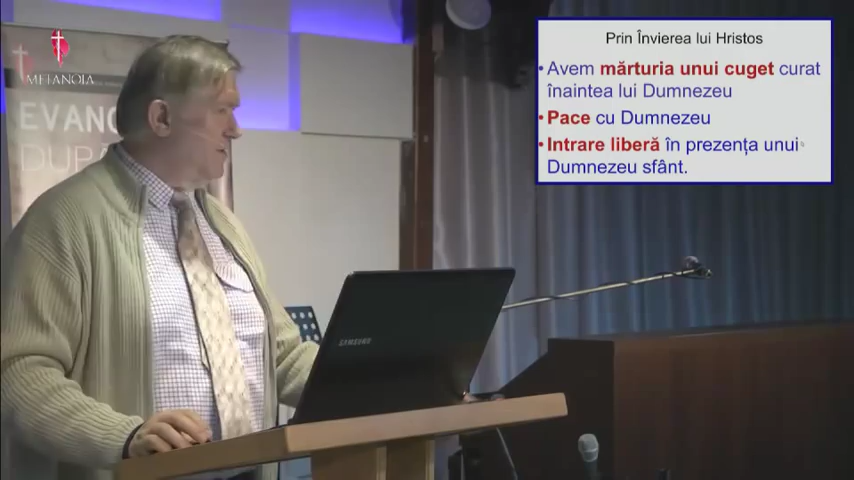 METANOIA
EVANG
DUPĂ
SAMSUNG
Prin Învierea lui Hristos
• Avem mărturia unui cuget curat
înaintea lui Dumnezeu
• Pace cu Dumnezeu
• Intrare liberă în prezența unui
Dumnezeu sfânt.